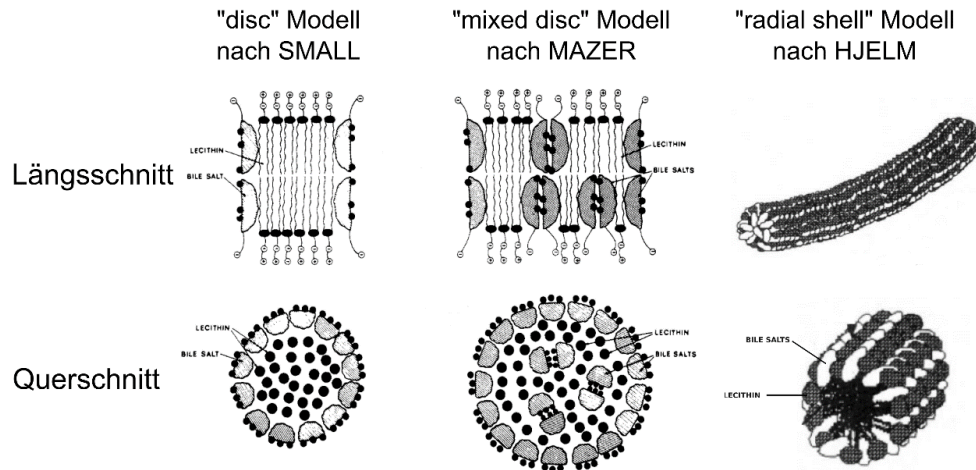 "disc" Modell
nach SMALL
"mixed disc" Modell
nach MAZER
"radial shell" Modell
nach HJELM
Längsschnitt
LECITHIN
BILE SALT
LECITHIN
BILE SALTS
Querschnitt
LECITHIN
BILE SALT
LECITHIN
BILE SALTS
BILE SALTS
LECITHIN